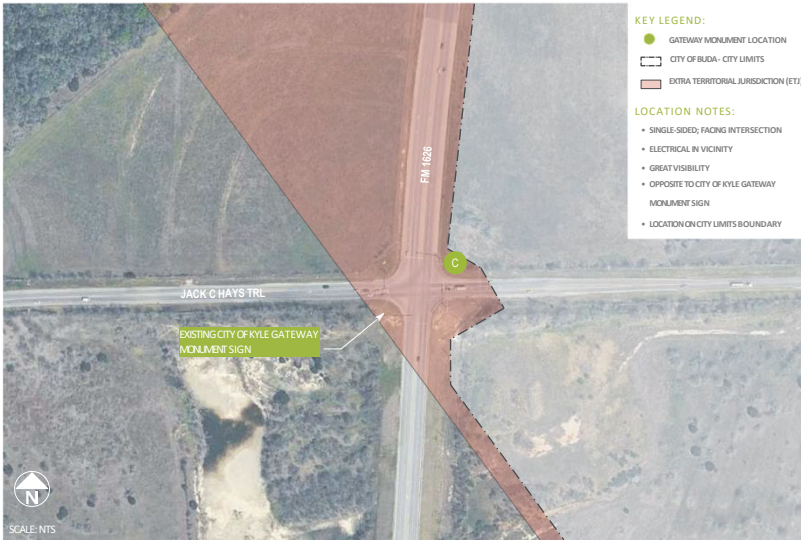 KEY LEGEND:
GATEWAY MONUMENT LOCATION
CITY OF BUDA - CITY LIMITS
EXTRA TERRITORIAL JURISDICTION (ETJ)
LOCATION NOTES:
• SINGLE-SIDED; FACING INTERSECTION
• ELECTRICAL IN VICINITY
• GREAT VISIBILITY
• OPPOSITE TO CITY OF KYLE GATEWAY
MONUMENT SIGN
• LOCATION ON CITY LIMITS BOUNDARY
FM 1626
C
JACK C HAYS TRL
EXISTING CITY OF KYLE GATEWAY
MONUMENT SIGN
N
SCALE: NTS